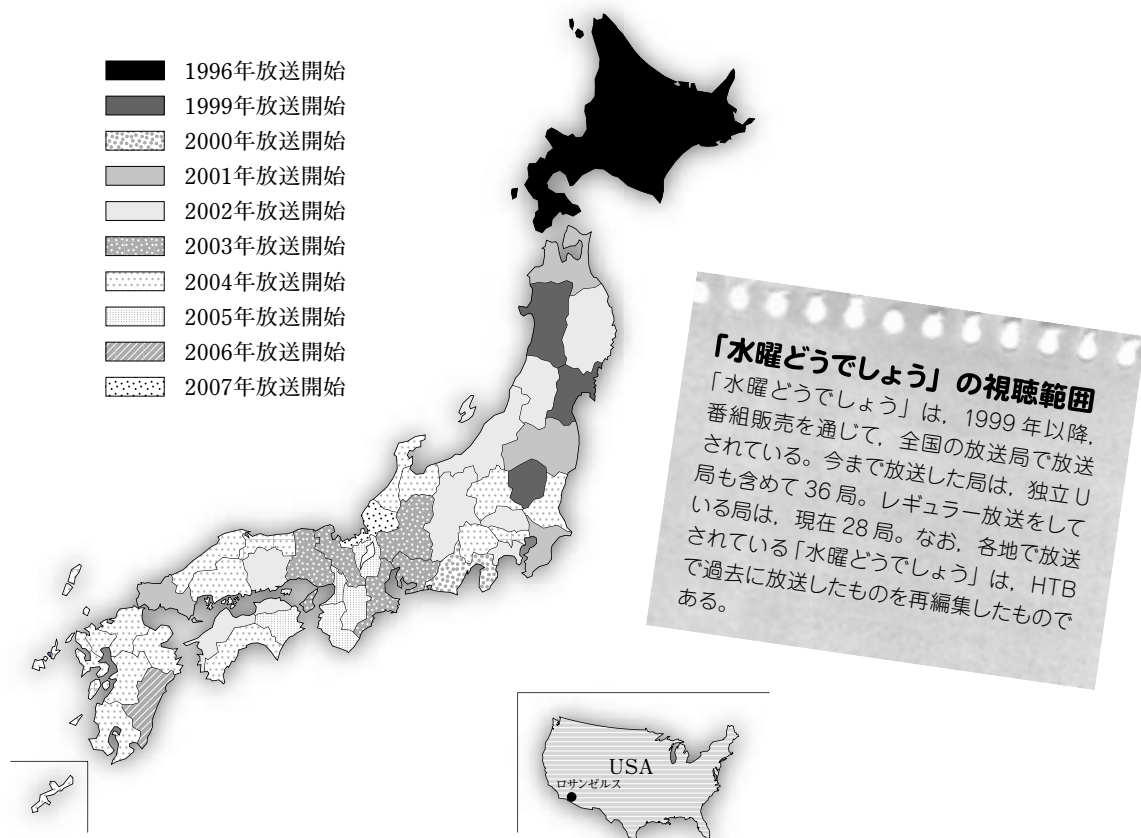 1996年放送開始
1999年放送開始
2000年放送開始
2001年放送開始
2002年放送開始
2003年放送開始
2004年放送開始
2005年放送開始
2006年放送開始
2007年放送開始
「水曜どうでしょう」の視聴範囲
「水曜どうでしょう」は，1999年以降，
番組販売を通じて，全国の放送局で放送
されている。今まで放送した局は，独立U
局も含めて36局。レギュラー放送をして
いる局は，現在28局。なお，各地で放送
されている「水曜どうでしょう」は，HTB
で過去に放送したものを再編集したもので
ある。
USA
ロサンゼルス